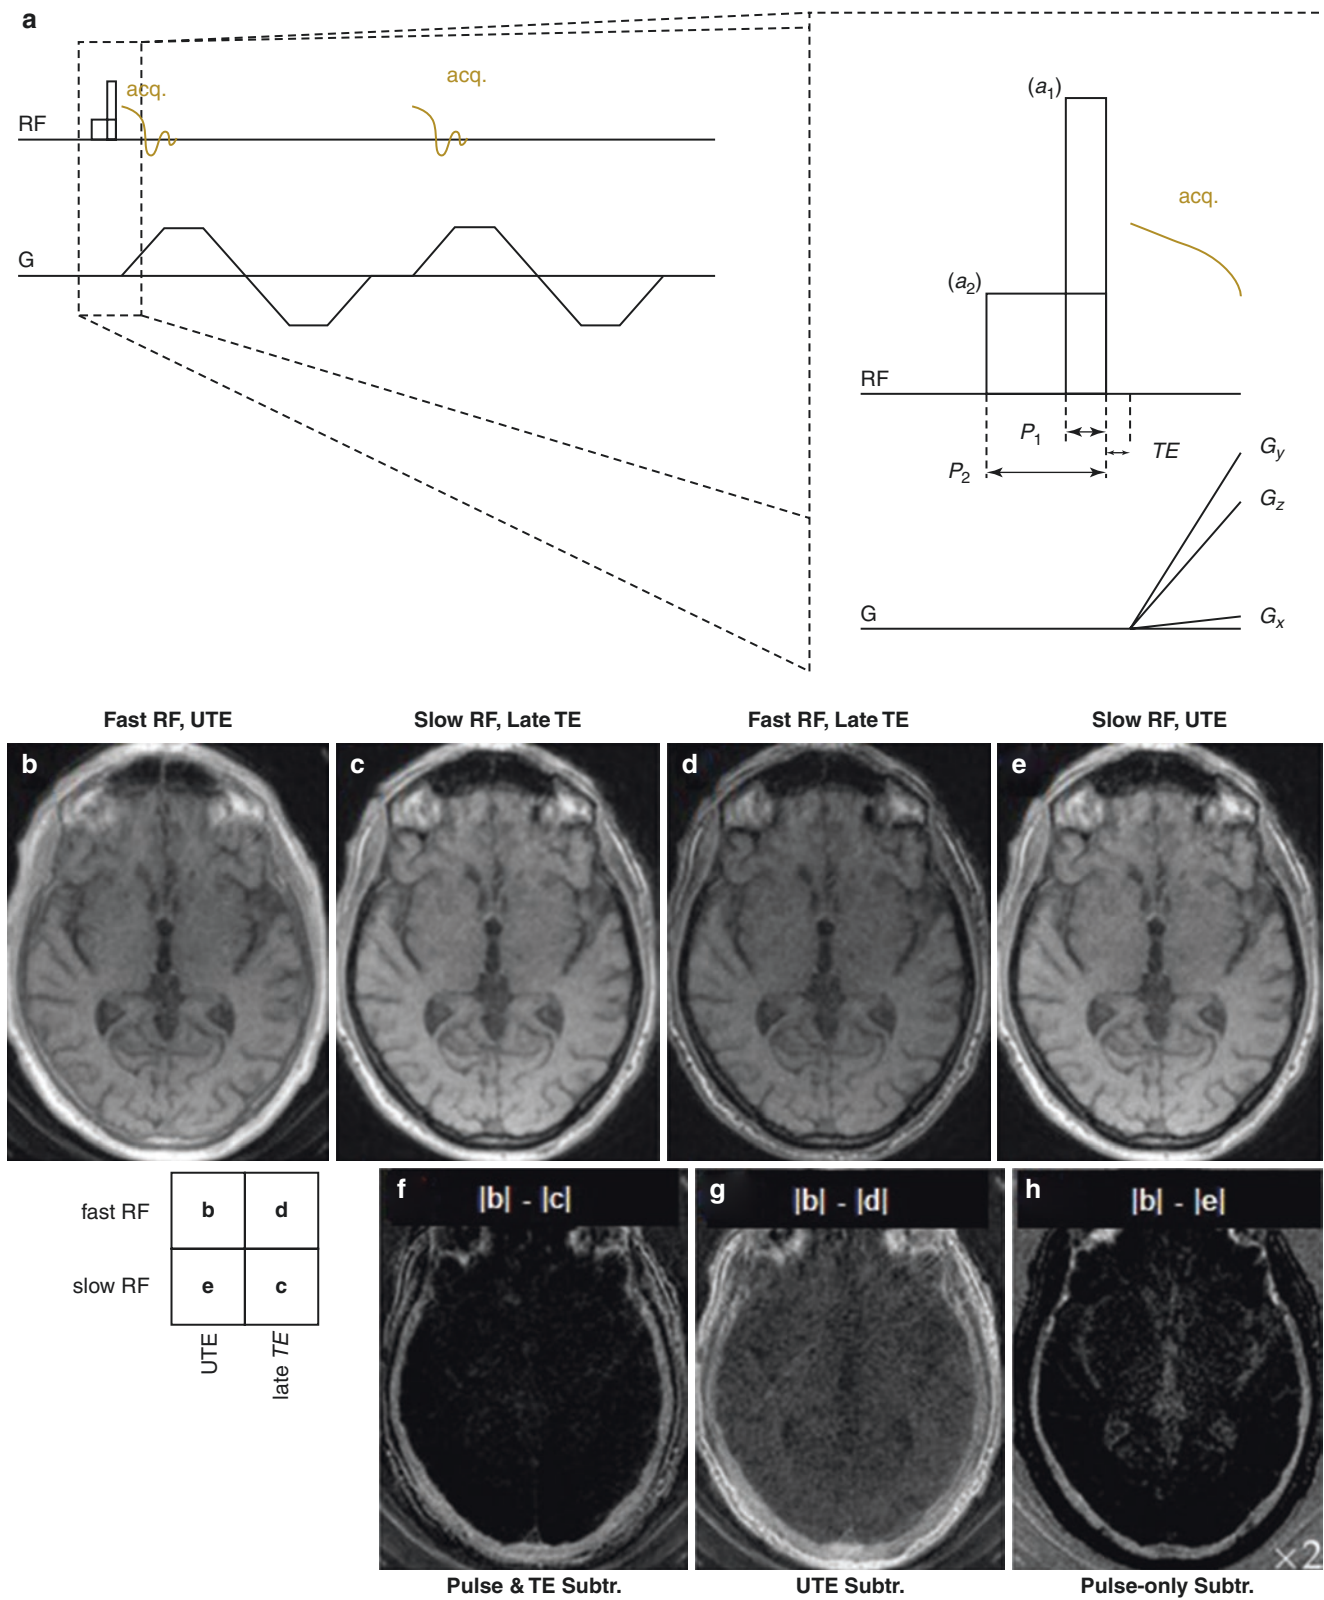 a
acq.
acq.
RF
G
(a1)
acq.
(a2)
RF
P1
TE
P2
Gy
Gz
G
Gx
Fast RF, UTE
Slow RF, Late TE
Fast RF, Late TE
Slow RF, UTE
b
c
d
e
f
|b| - |c|
g
|b| - |d|
h
|b| - |e|
fast RF
b
d
slow RF
e
c
UTE
late TE
×2
Pulse & TE Subtr.
UTE Subtr.
Pulse-only Subtr.